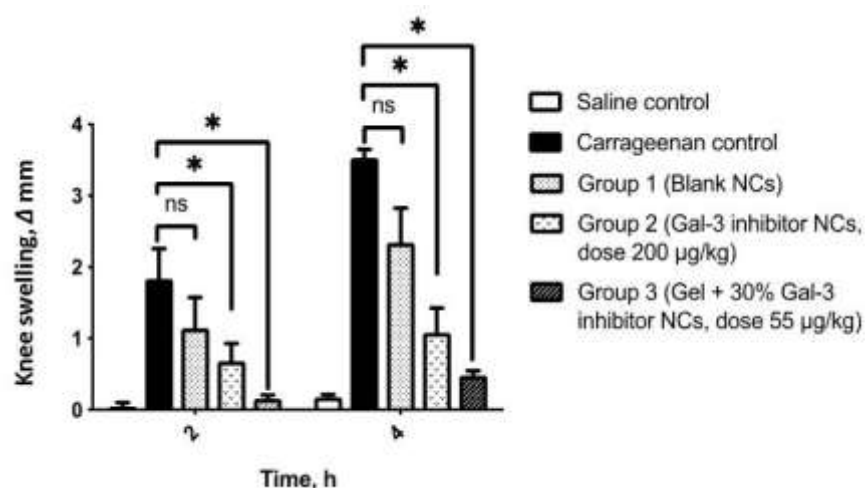 *
*
ns
*
*
ns
4
3
2
1
0
Knee swelling, Δ mm
2
4
Time, h
Saline control
Carrageenan control
Group 1 (Blank NCs)
Group 2 (Gal-3 inhibitor NCs,
dose 200 µg/kg)
Group 3 (Gel + 30% Gal-3
inhibitor NCs, dose 55 µg/kg)